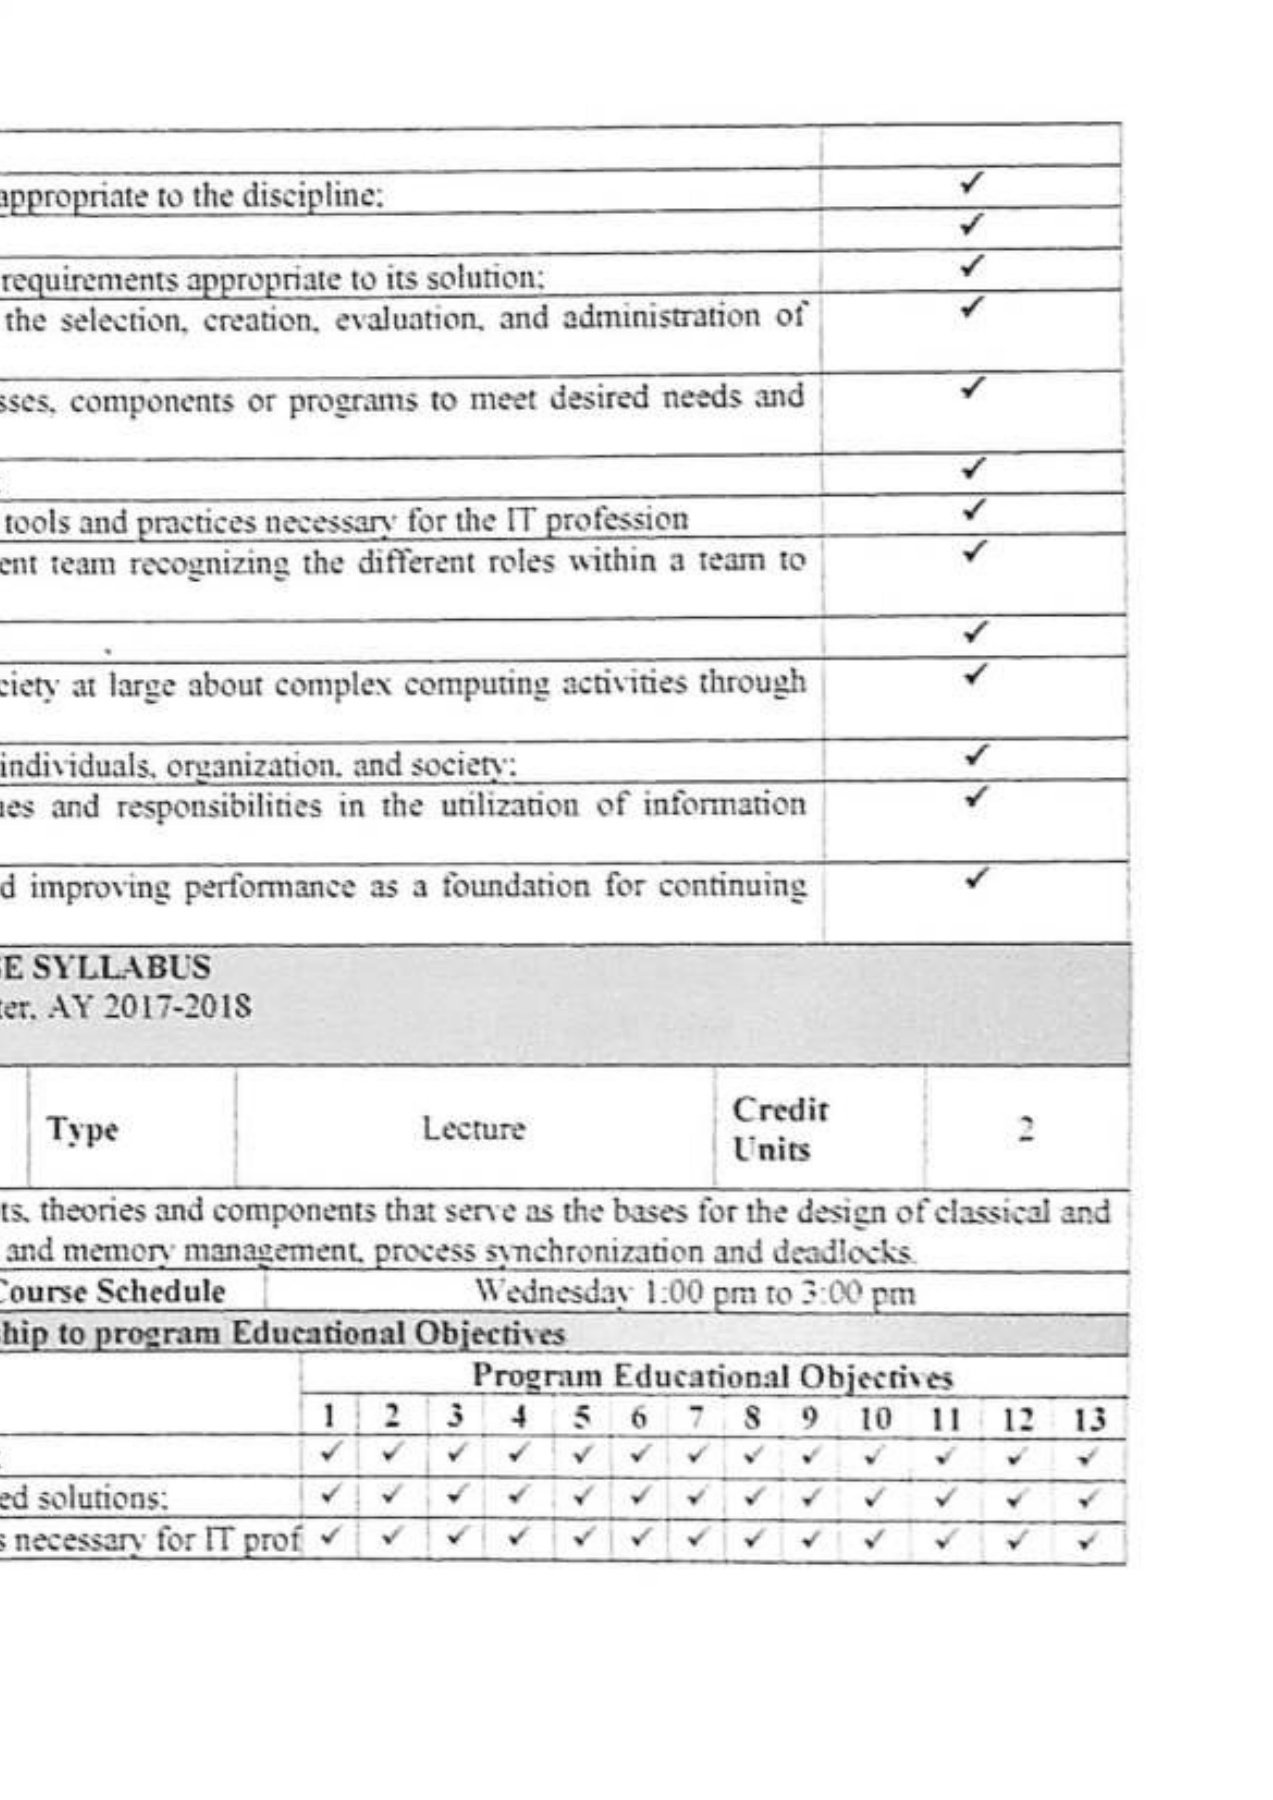 appropriate to the discipline;
✓
✓
requirements appropriate to its solution;
✓
the selection, creation, evaluation, and administration of
✓
sses, components or programs to meet desired needs and
✓
✓
tools and practices necessary for the IT profession
✓
ent team recognizing the different roles within a team to
✓
✓
ciety at large about complex computing activities through
✓
individuals, organization, and society;
✓
ues and responsibilities in the utilization of information
✓
d improving performance as a foundation for continuing
✓
SE SYLLABUS
ter, AY 2017-2018
Type Lecture Credit Units 2
ts, theories and components that serve as the bases for the design of classical and
and memory management, process synchronization and deadlocks.
Course Schedule Wednesday 1:00 pm to 3:00 pm
hip to program Educational Objectives
Program Educational Objectives
1 2 3 4 5 6 7 8 9 10 11 12 13
✓ ✓ ✓ ✓ ✓ ✓ ✓ ✓ ✓ ✓ ✓ ✓ ✓
ed solutions; ✓ ✓ ✓ ✓ ✓ ✓ ✓ ✓ ✓ ✓ ✓ ✓ ✓
s necessary for IT prof ✓ ✓ ✓ ✓ ✓ ✓ ✓ ✓ ✓ ✓ ✓ ✓ ✓